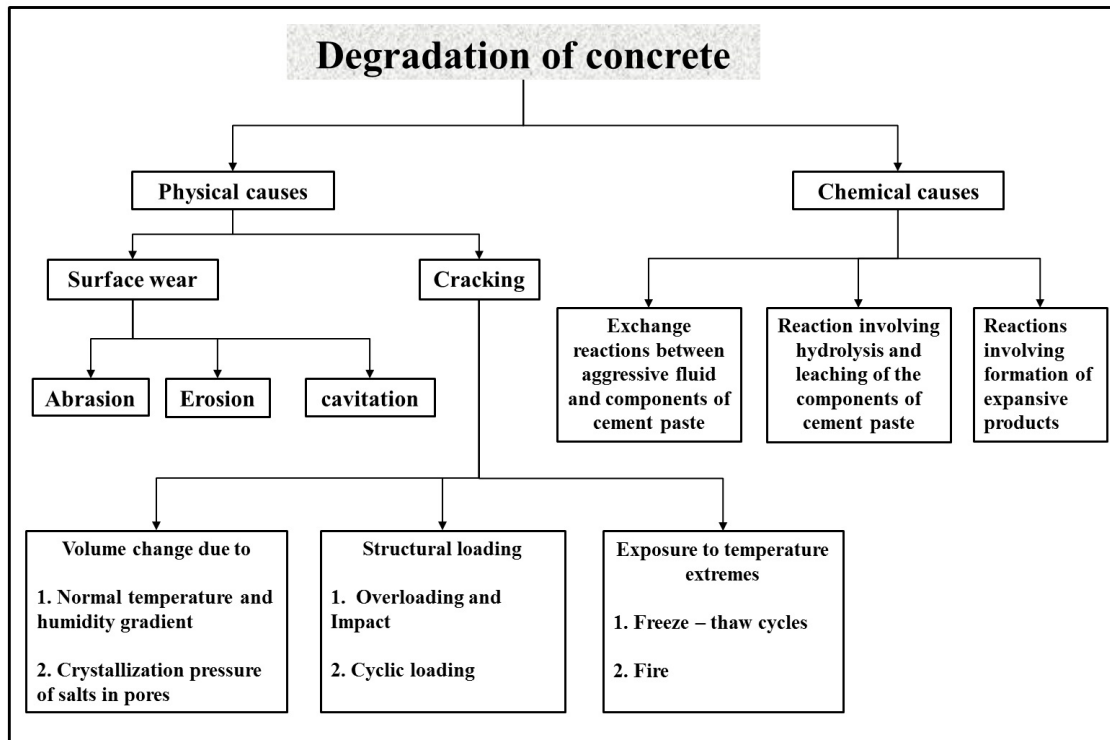 Degradation of concrete
Physical causes
Chemical causes
Surface wear
Cracking
Abrasion
Erosion
cavitation
Exchange
reactions between
aggressive fluid
and components of
cement paste
Reaction involving
hydrolysis and
leaching of the
components of
cement paste
Reactions
involving
formation of
expansive
products
Volume change due to
1. Normal temperature and
humidity gradient
2. Crystallization pressure
of salts in pores
Structural loading
1. Overloading and
Impact
2. Cyclic loading
Exposure to temperature
extremes
1. Freeze – thaw cycles
2. Fire